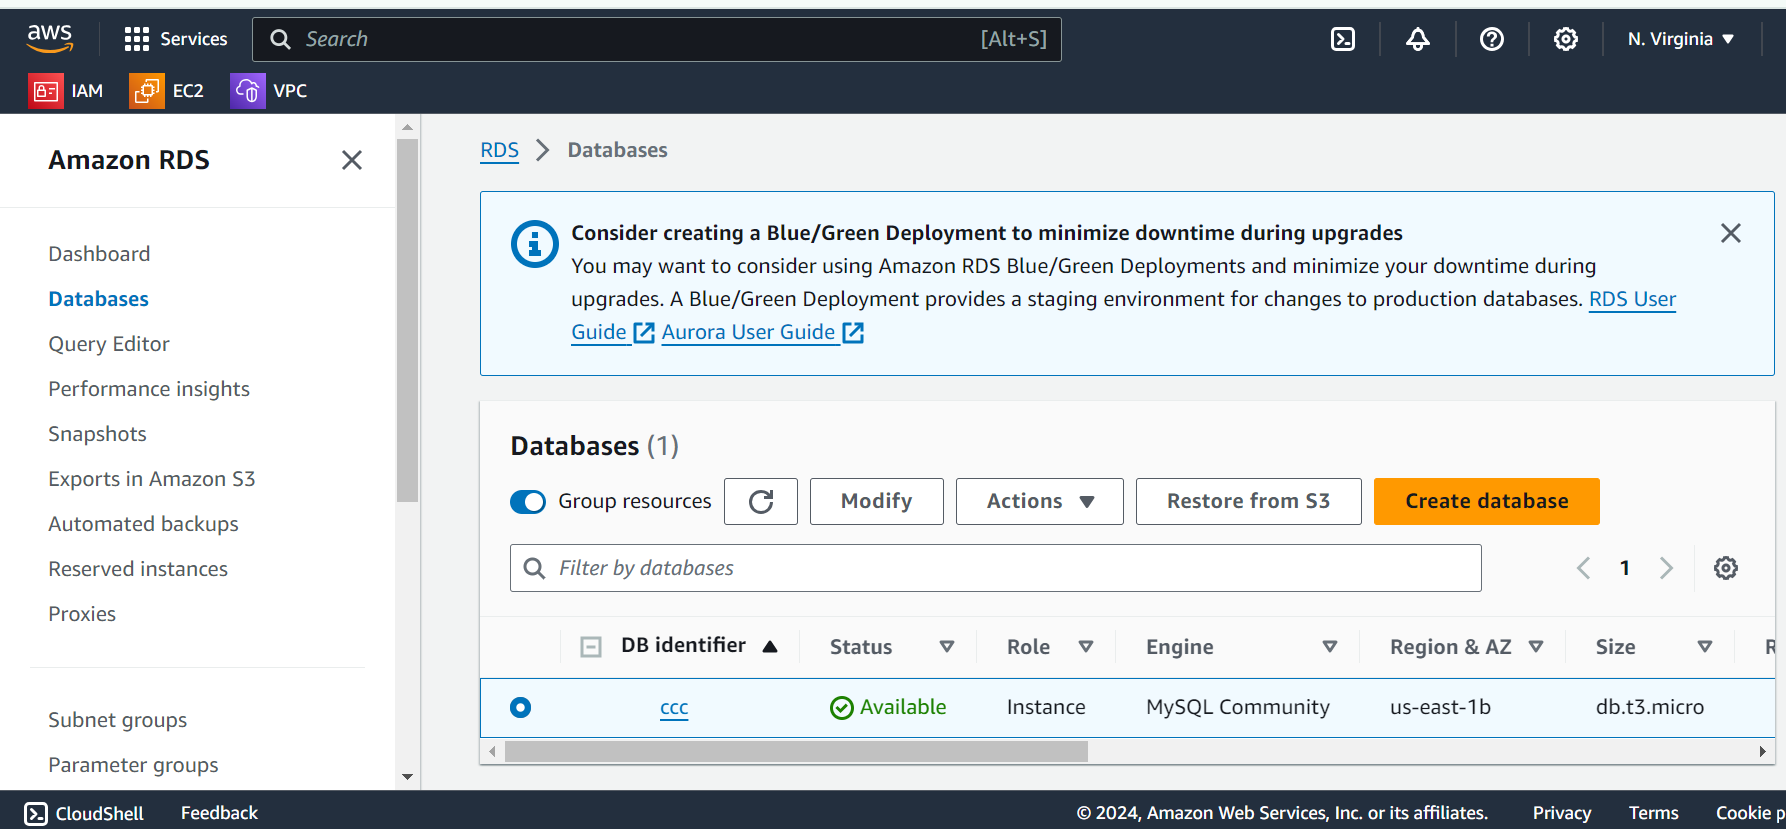 aws Services Search [Alt+S] N. Virginia
IAM EC2 VPC
Amazon RDS
Dashboard
Databases
Query Editor
Performance insights
Snapshots
Exports in Amazon S3
Automated backups
Reserved instances
Proxies
Subnet groups
Parameter groups
RDS Databases
Consider creating a Blue/Green Deployment to minimize downtime during upgrades
You may want to consider using Amazon RDS Blue/Green Deployments and minimize your downtime during
upgrades. A Blue/Green Deployment provides a staging environment for changes to production databases. RDS User
Guide Aurora User Guide
Databases (1)
Group resources Modify Actions Restore from S3 Create database
Filter by databases 1
DB identifier Status Role Engine Region & AZ Size R
ccc Available Instance MySQL Community us-east-1b db.t3.micro
CloudShell Feedback © 2024, Amazon Web Services, Inc. or its affiliates. Privacy Terms Cookie p